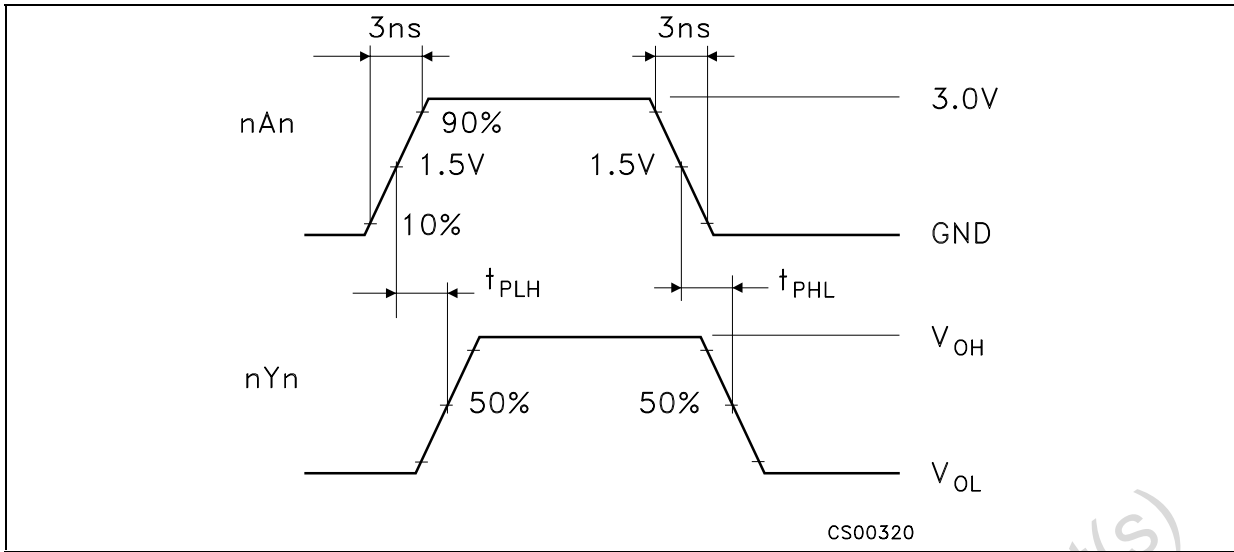 3ns 3ns
3.0V
nAn
90%
1.5V 1.5V
10%
GND
tPLH tPHL
VOH
nYn
50% 50%
VOL
CS00320
t(s)